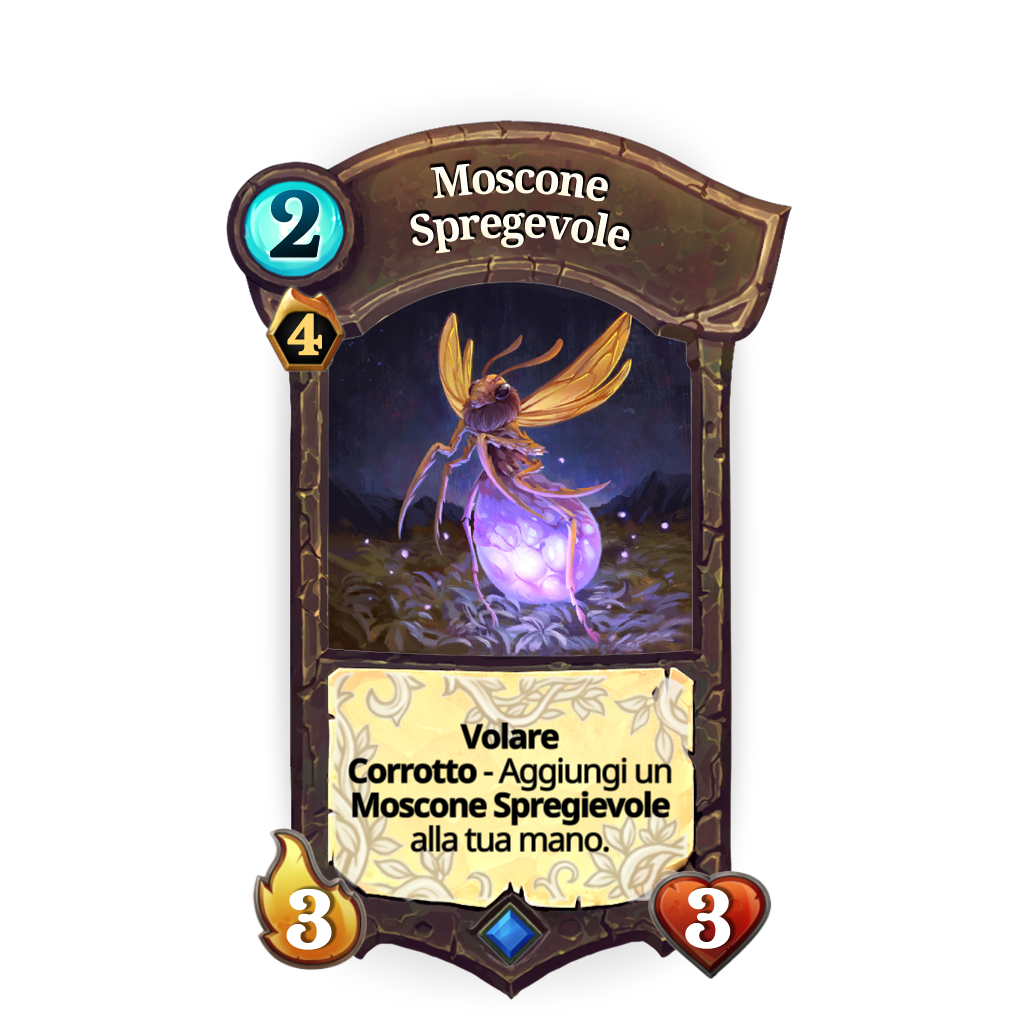 2
Moscone
Spregevole
4
Volare
Corrotto - Aggiungi un
Moscone Spregievole
alla tua mano.
3
3